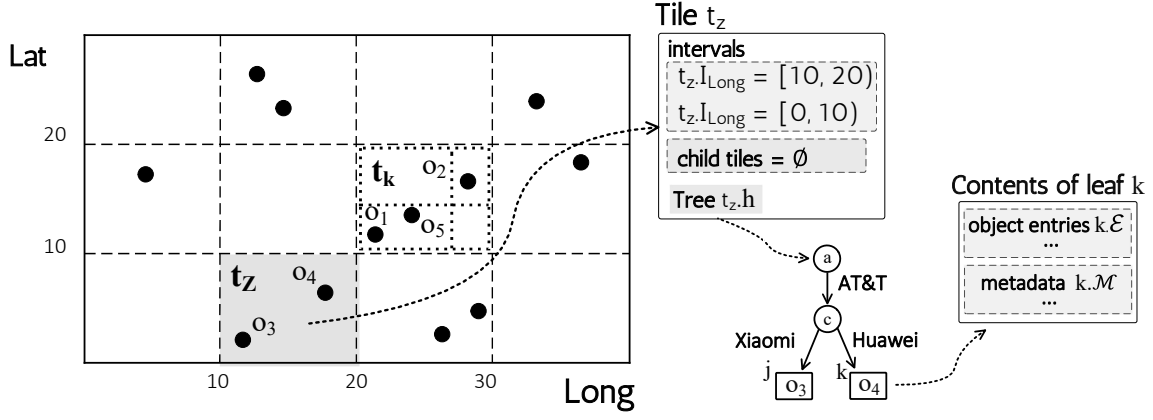 Lat
20
10
10
20
30
Long
t_k
o_2
o_1
o_5
t_z
o_4
o_3
Tile t_z
intervals
t_z.I_Long = [10, 20)
t_z.I_Long = [0, 10)
child tiles = Ø
Tree t_z.h
a
AT&T
c
Xiaomi
Huawei
j
o_3
k
o_4
Contents of leaf k
object entries k.ℰ
...
metadata k.ℳ
...